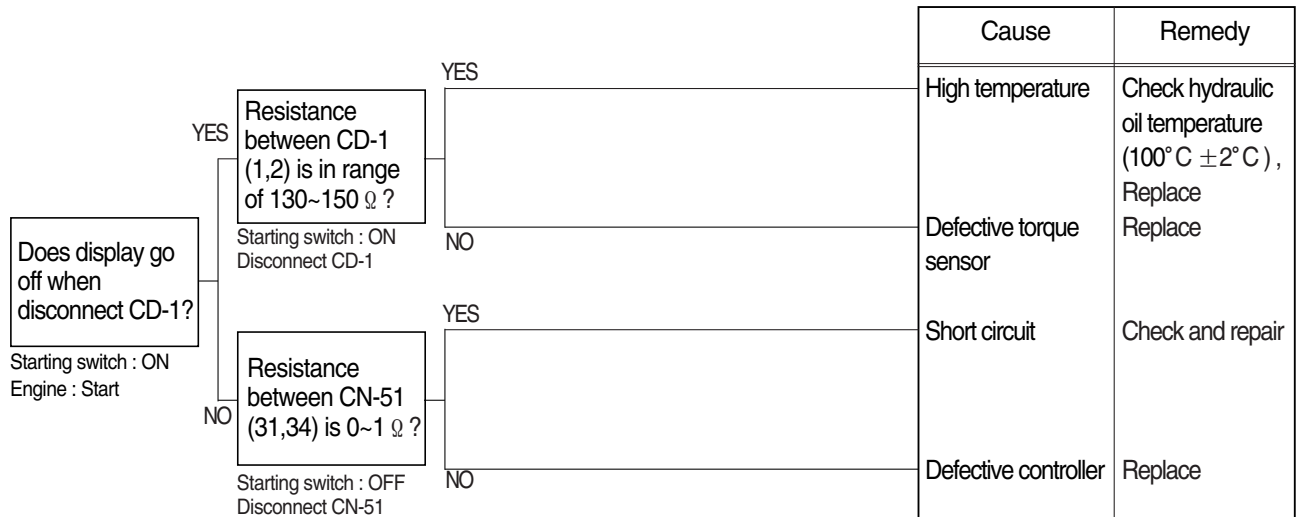 Does display go
off when
disconnect CD-1?
Starting switch : ON
Engine : Start
YES
Resistance
between CD-1
(1,2) is in range
of 130~150 Ω ?
Starting switch : ON
Disconnect CD-1
NO
Resistance
between CN-51
(31,34) is 0~1 Ω ?
Starting switch : OFF
Disconnect CN-51
YES
NO
YES
NO
Cause
Remedy
High temperature
Check hydraulic
oil temperature
(100°C ±2°C) ,
Replace
Defective torque
sensor
Replace
Short circuit
Check and repair
Defective controller
Replace